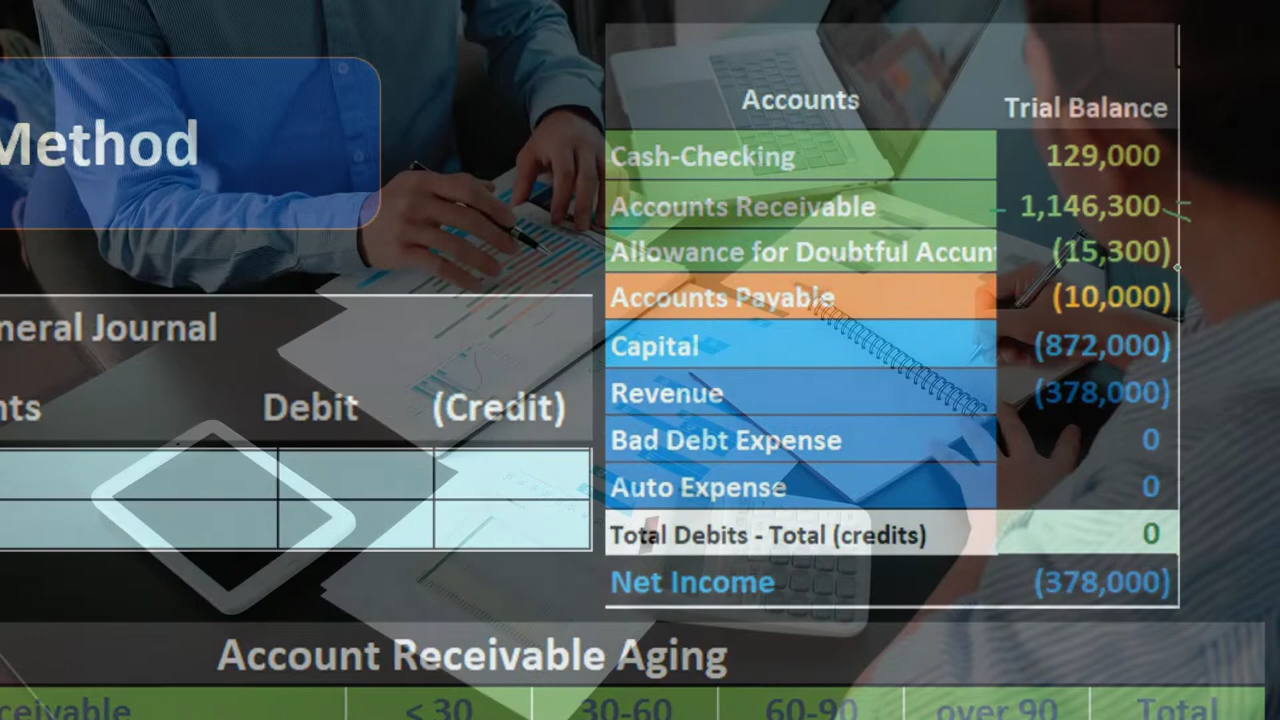 Method
neral Journal
nts Debit (Credit)
Accounts Trial Balance
Cash-Checking 129,000
Accounts Receivable 1,146,300
Allowance for Doubtful Accun
(15,300)
Accounts Payable (10,000)
Capital (872,000)
Revenue (378,000)
Bad Debt Expense 0
Auto Expense 0
Total Debits - Total (credits) 0
Net Income (378,000)
Account Receivable Aging
ceivable < 30 30-60 60-90 over 90 Total